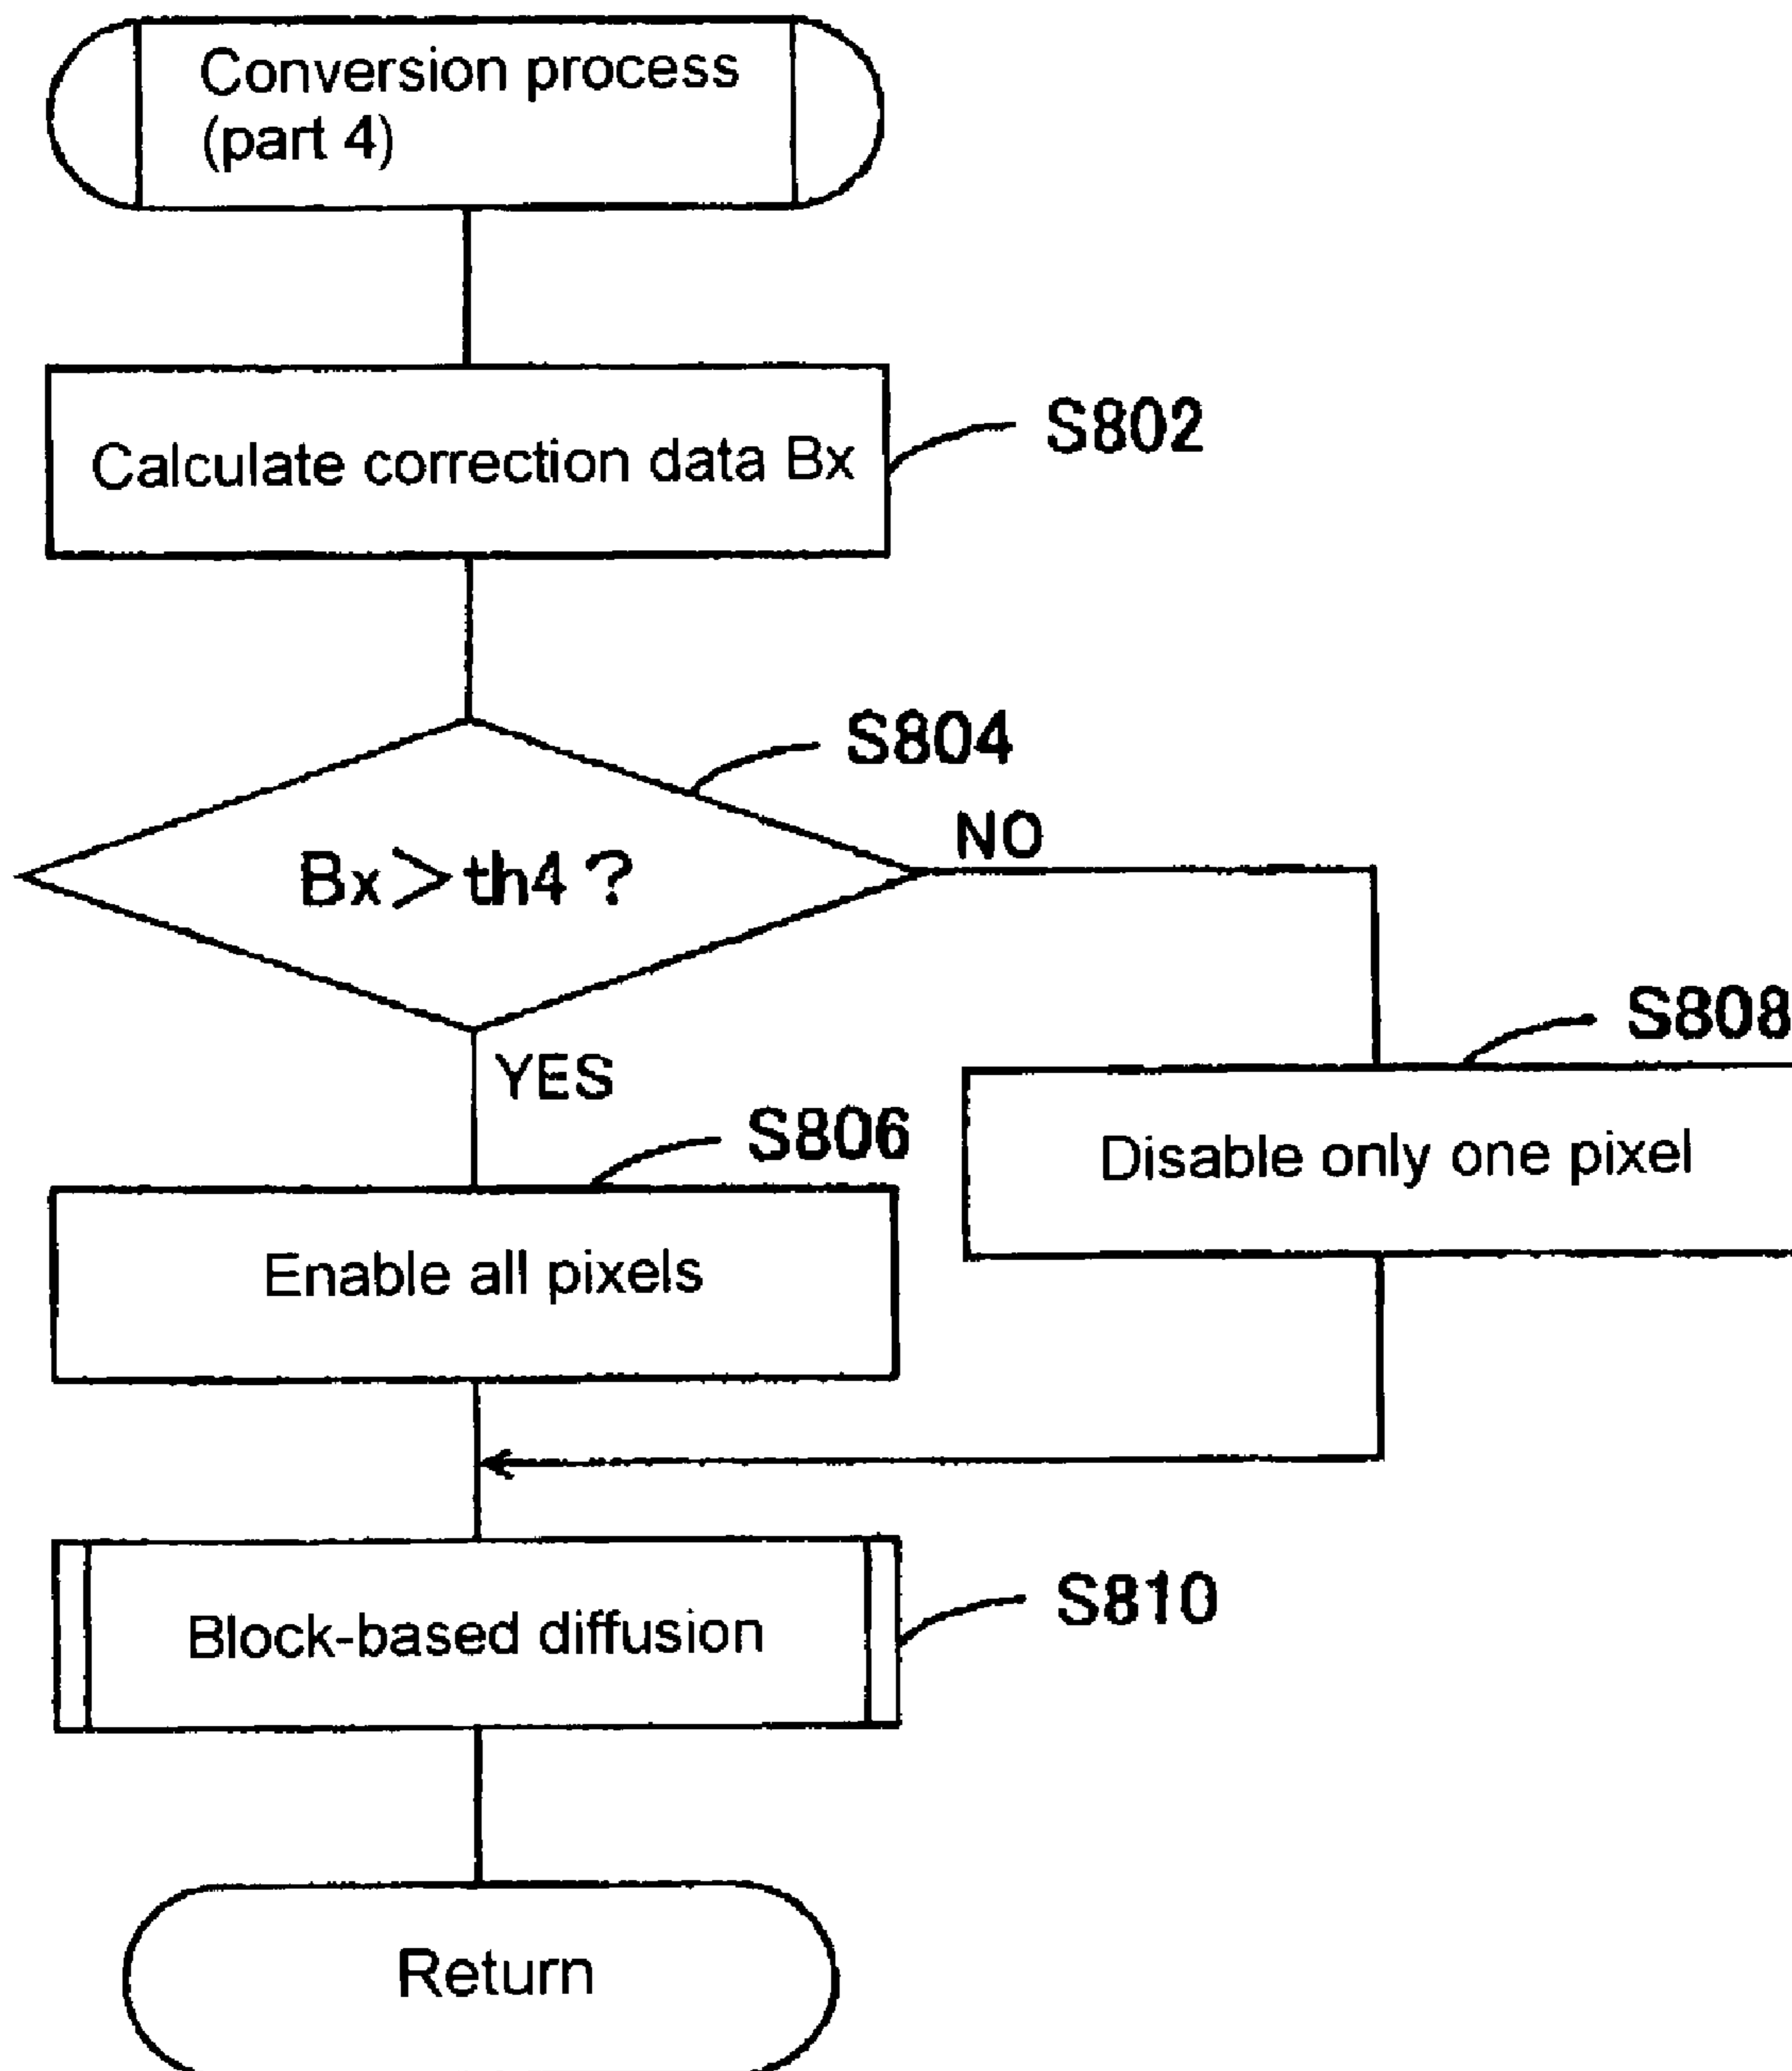 Conversion process
(part 4)
Calculate correction data Bx
S802
S804
Bx>th4?
NO
YES
S808
Disable only one pixel
S806
Enable all pixels
Block-based diffusion
S810
Return